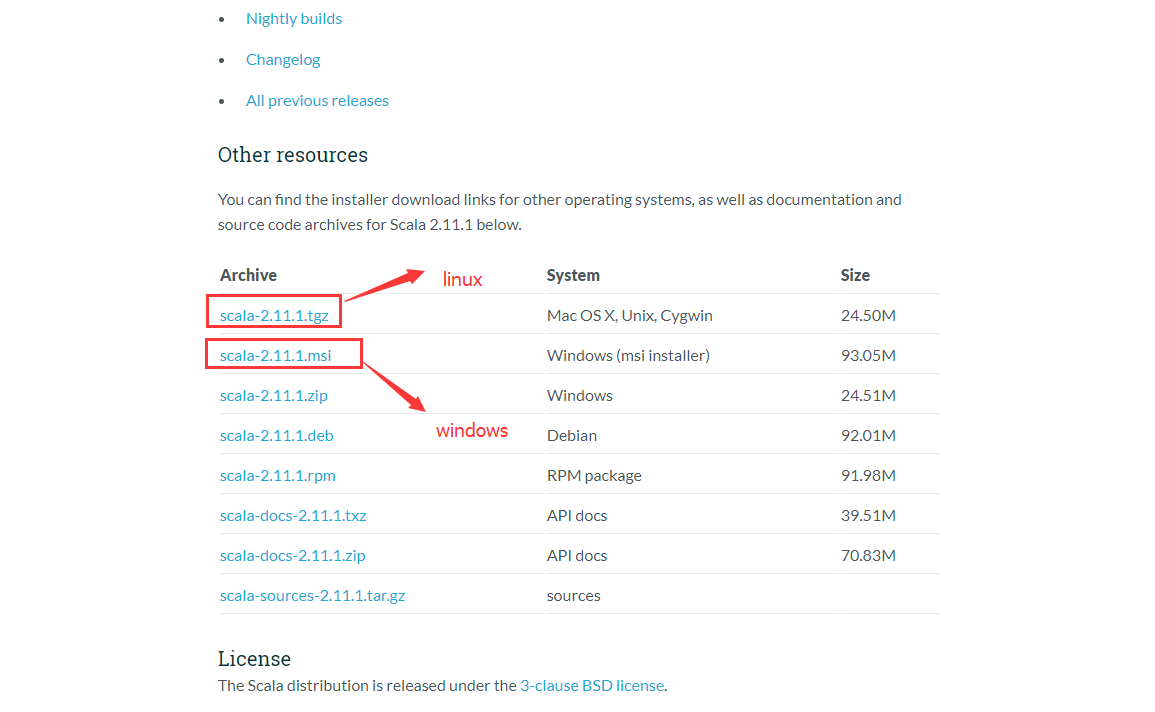 Nightly builds
Changelog
All previous releases
Other resources
You can find the installer download links for other operating systems, as well as documentation and
source code archives for Scala 2.11.1 below.
Archive System Size
linux
scala-2.11.1.tgz Mac OS X, Unix, Cygwin 24.50M
scala-2.11.1.msi Windows (msi installer) 93.05M
scala-2.11.1.zip Windows 24.51M
windows
scala-2.11.1.deb Debian 92.01M
scala-2.11.1.rpm RPM package 91.98M
scala-docs-2.11.1.txz API docs 39.51M
scala-docs-2.11.1.zip API docs 70.83M
scala-sources-2.11.1.tar.gz sources
License
The Scala distribution is released under the 3-clause BSD license.